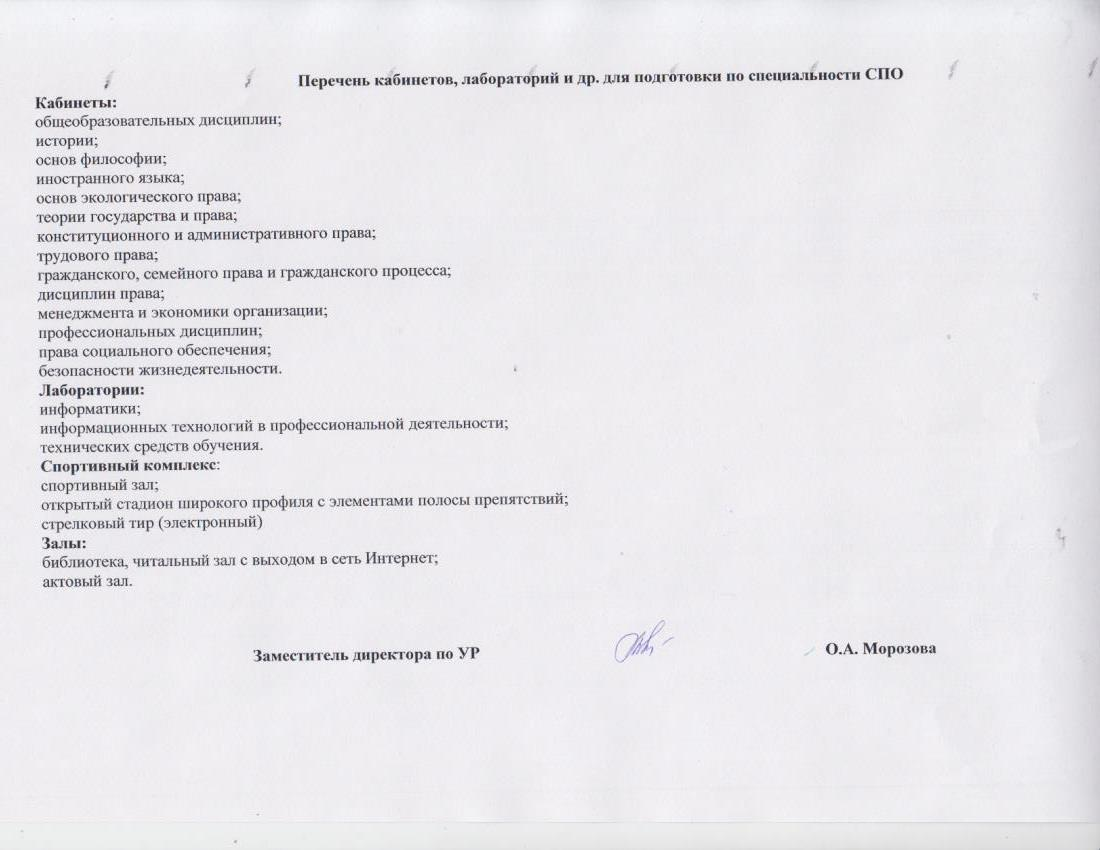 Перечень кабинетов, лабораторий и др. для подготовки по специальности СПО
Кабинеты:
общеобразовательных дисциплин;
истории;
основ философии;
иностранного языка;
основ экологического права;
теории государства и права;
конституционного и административного права;
трудового права;
гражданского, семейного права и гражданского процесса;
дисциплин права;
менеджмента и экономики организации;
профессиональных дисциплин;
права социального обеспечения;
безопасности жизнедеятельности.
Лаборатории:
информатики;
информационных технологий в профессиональной деятельности;
технических средств обучения.
Спортивный комплекс:
спортивный зал;
открытый стадион широкого профиля с элементами полосы препятствий;
стрелковый тир (электронный)
Залы:
библиотека, читальный зал с выходом в сеть Интернет;
актовый зал.
Заместитель директора по УР О.А. Морозова